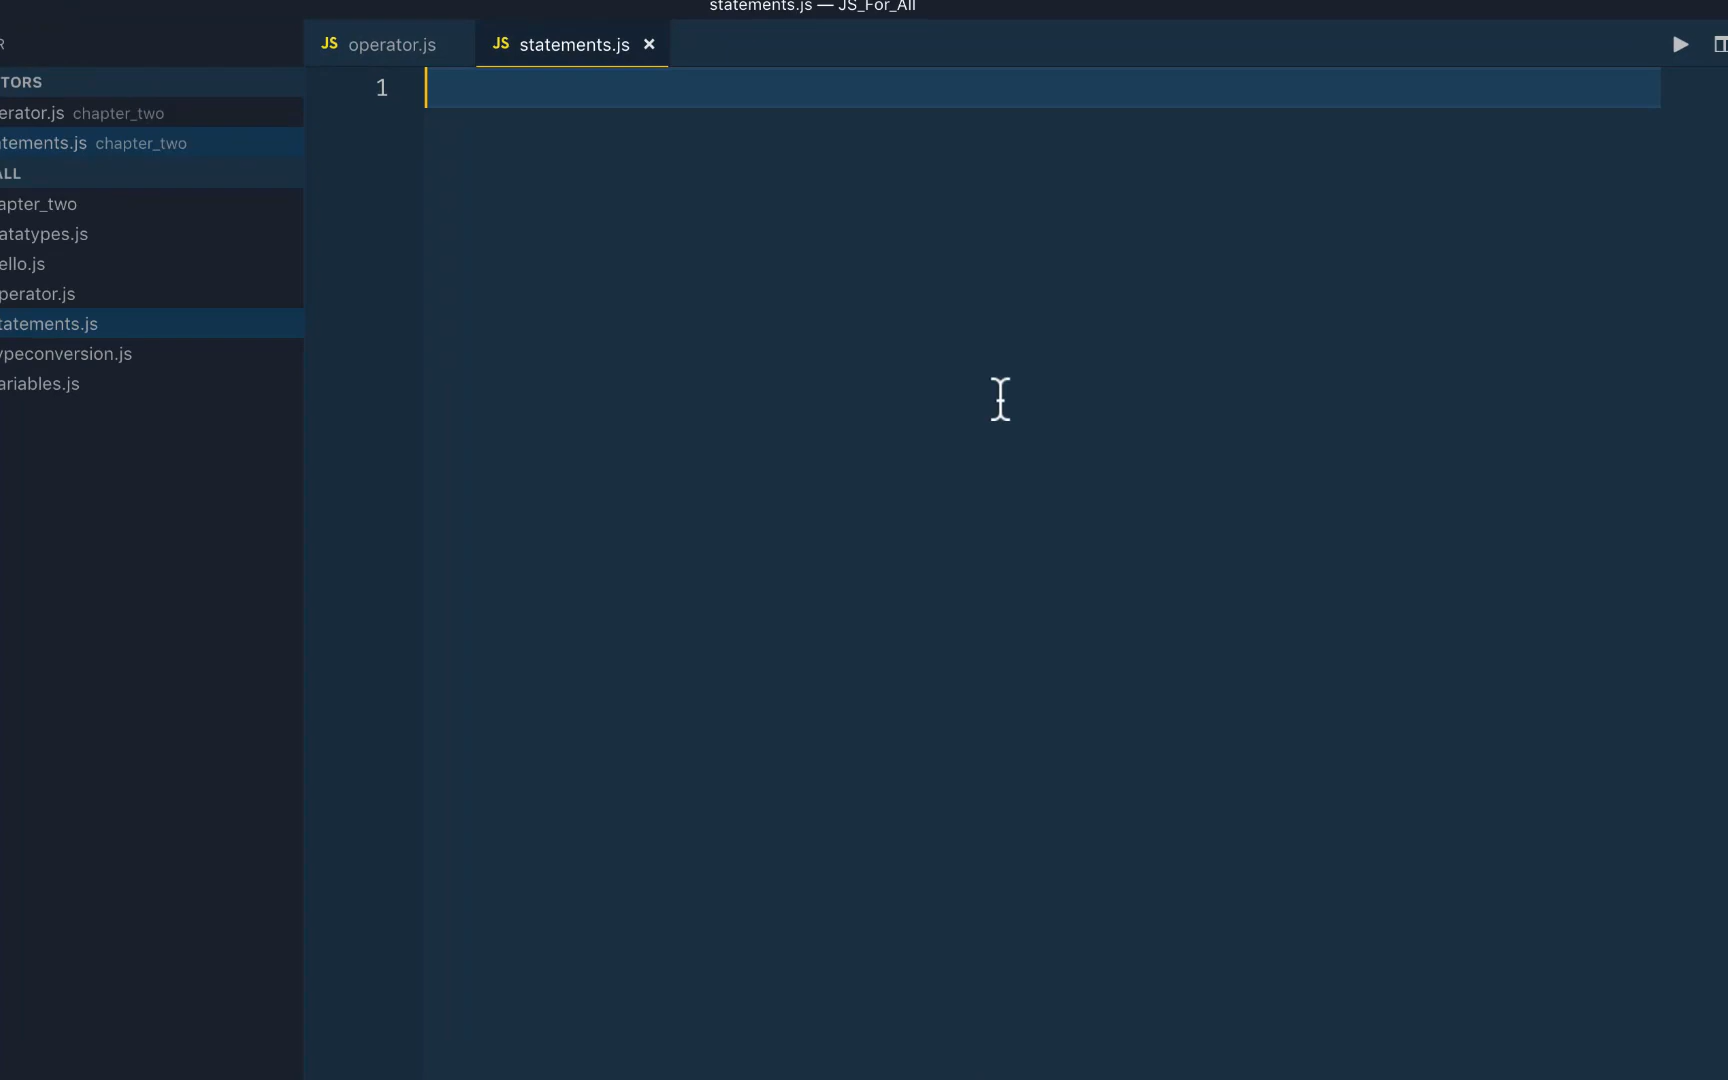 statements.js — JS_For_All
R
JS operator.js
JS statements.js ×
TORS
erator.js chapter_two
tements.js chapter_two
ALL
apter_two
atatypes.js
ello.js
perator.js
tatements.js
ypeconversion.js
ariables.js
1